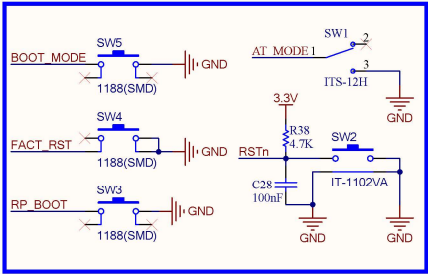 SW5
BOOT_MODE
GND
1188(SMD)
SW4
FACT_RST
GND
1188(SMD)
SW3
RP_BOOT
GND
1188(SMD)
SW1
2
AT_MODE 1
3
ITS-12H
GND
3.3V
R38
4.7K
SW2
RSTn
C28
100nF
IT-1102VA
GND
GND